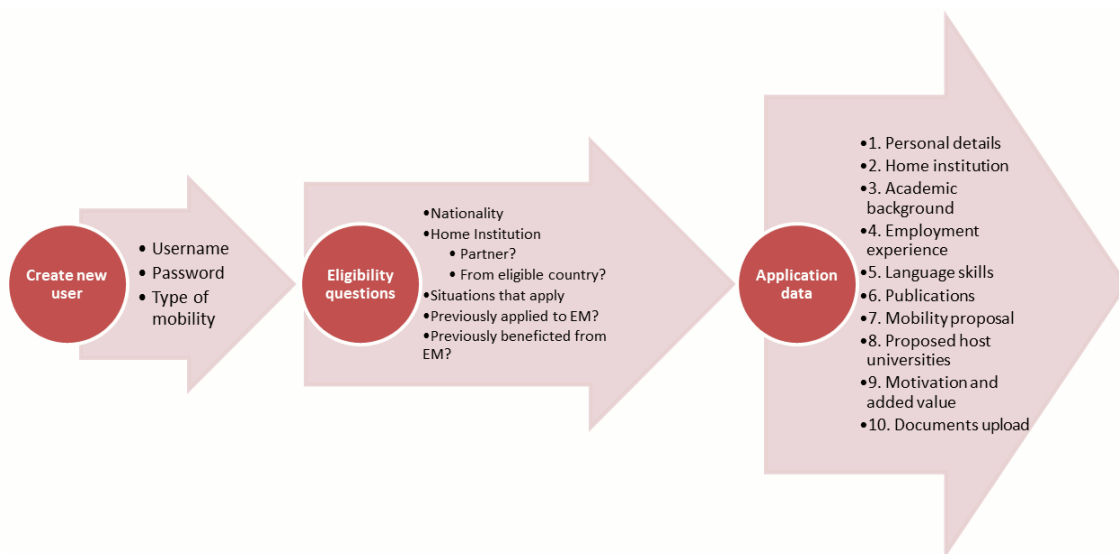 Create new
user
• Username
• Password
• Type of
mobility
Eligibility
questions
•Nationality
•Home Institution
• Partner?
• From eligible country?
•Situations that apply
•Previously applied to EM?
•Previously beneficted from
EM?
Application
data
•1. Personal details
•2. Home institution
•3. Academic
background
•4. Employment
experience
•5. Language skills
•6. Publications
•7. Mobility proposal
•8. Proposed host
universities
•9. Motivation and
added value
•10. Documents upload